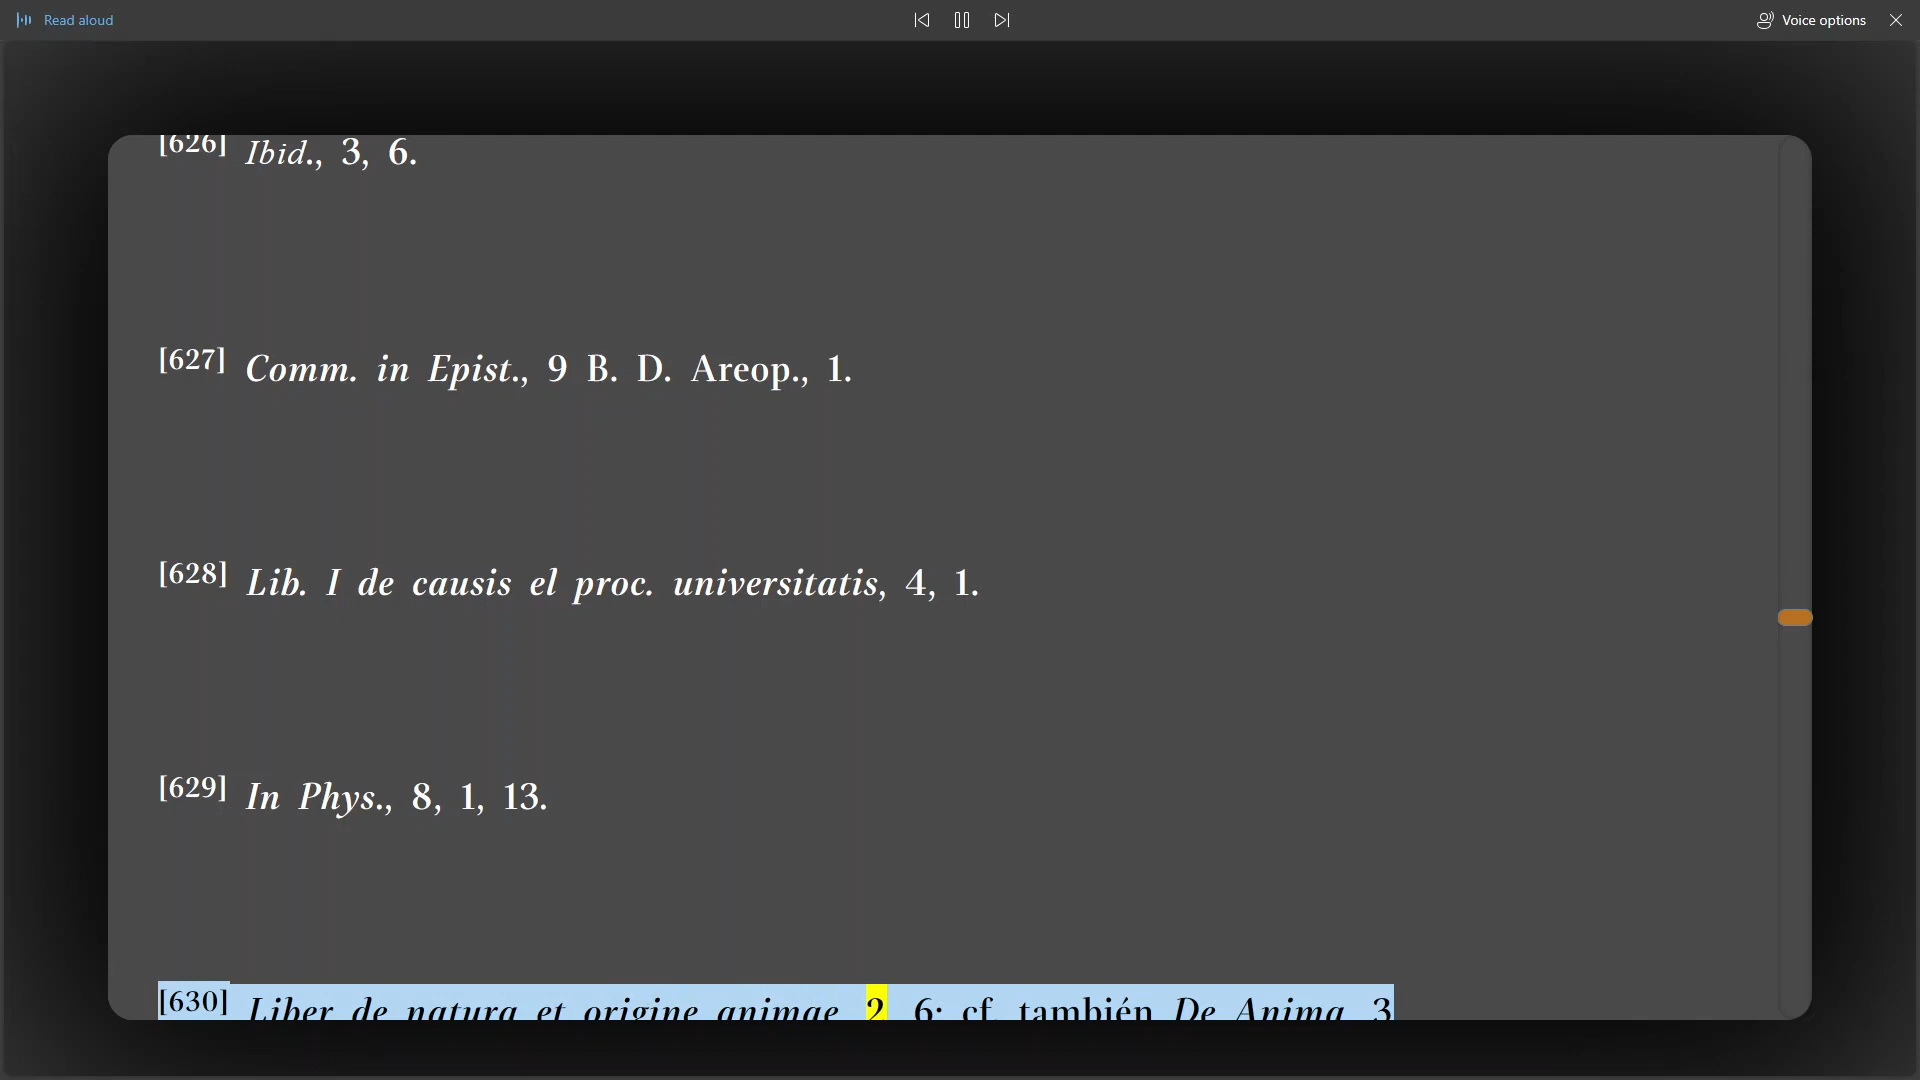 Read aloud
Voice options
[626] Ibid., 3, 6.
[627] Comm. in Epist., 9 B. D. Areop., 1.
[628] Lib. I de causis el proc. universitatis, 4, 1.
[629] In Phys., 8, 1, 13.
[630] Liber de natura et origine animae, 2, 6; cf. también De Anima, 3